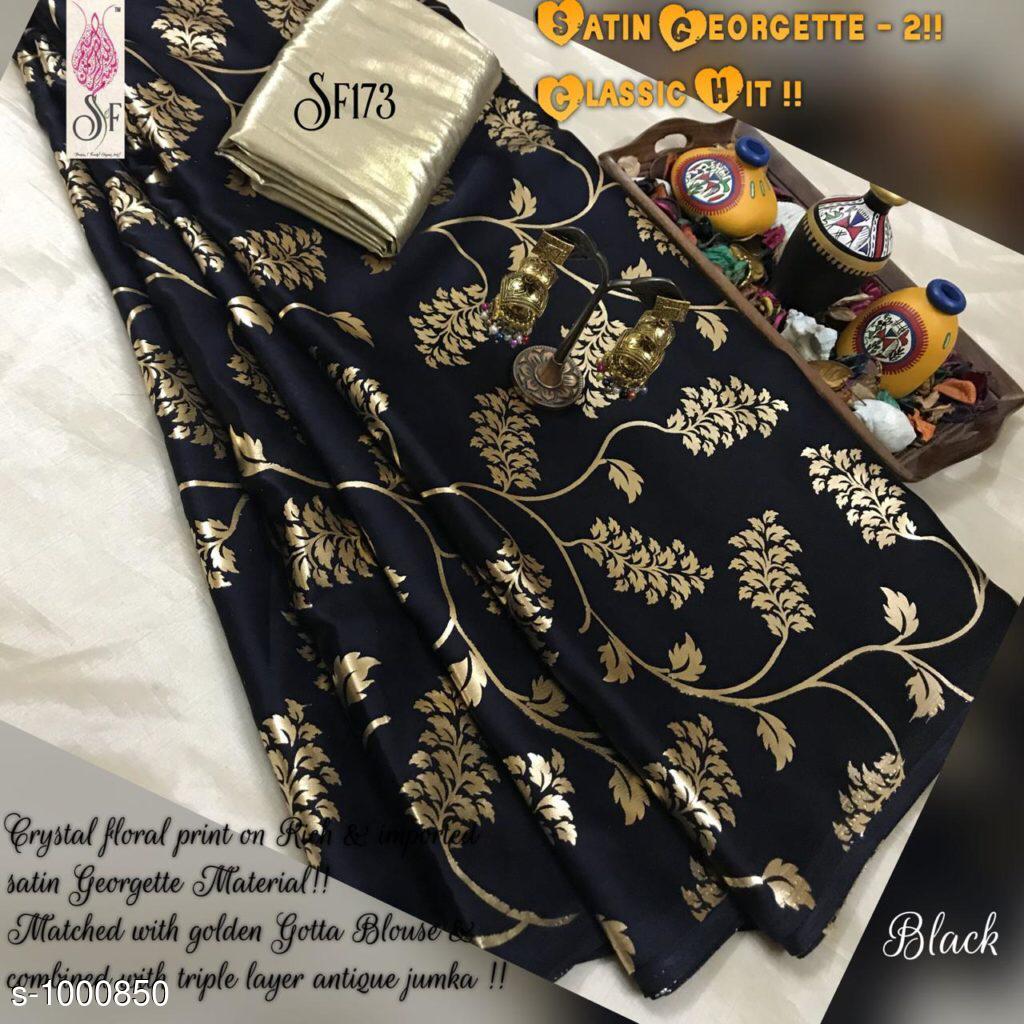 Satin Georgette - 2!!
Classic Hit !!
SF
SF173
Crystal floral print on Rich & imported
satin Georgette Material!!
Matched with golden Gotta Blouse &
combined with triple layer antique jumka !!
Black
s-1000850